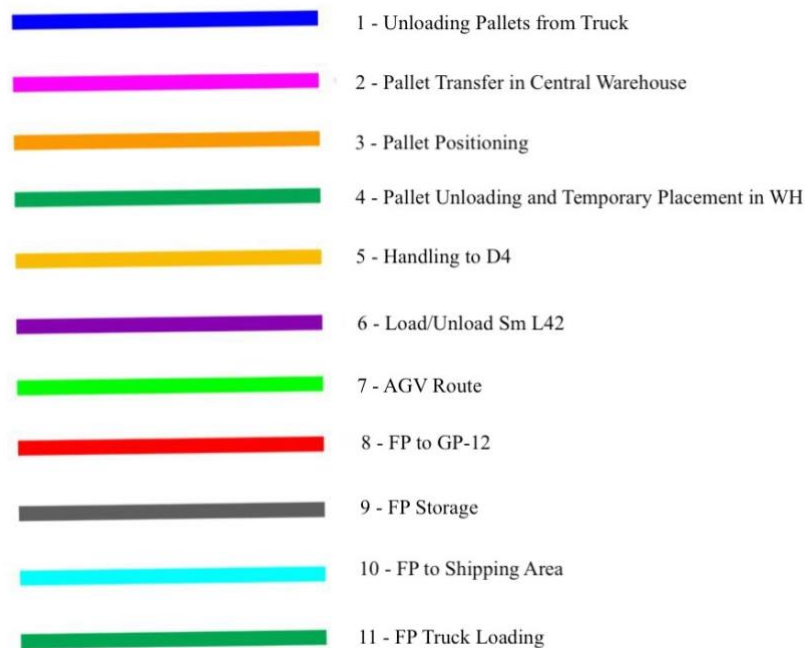 1 - Unloading Pallets from Truck
2 - Pallet Transfer in Central Warehouse
3 - Pallet Positioning
4 - Pallet Unloading and Temporary Placement in WH
5 - Handling to D4
6 - Load/Unload Sm L42
7 - AGV Route
8 - FP to GP-12
9 - FP Storage
10 - FP to Shipping Area
11 - FP Truck Loading